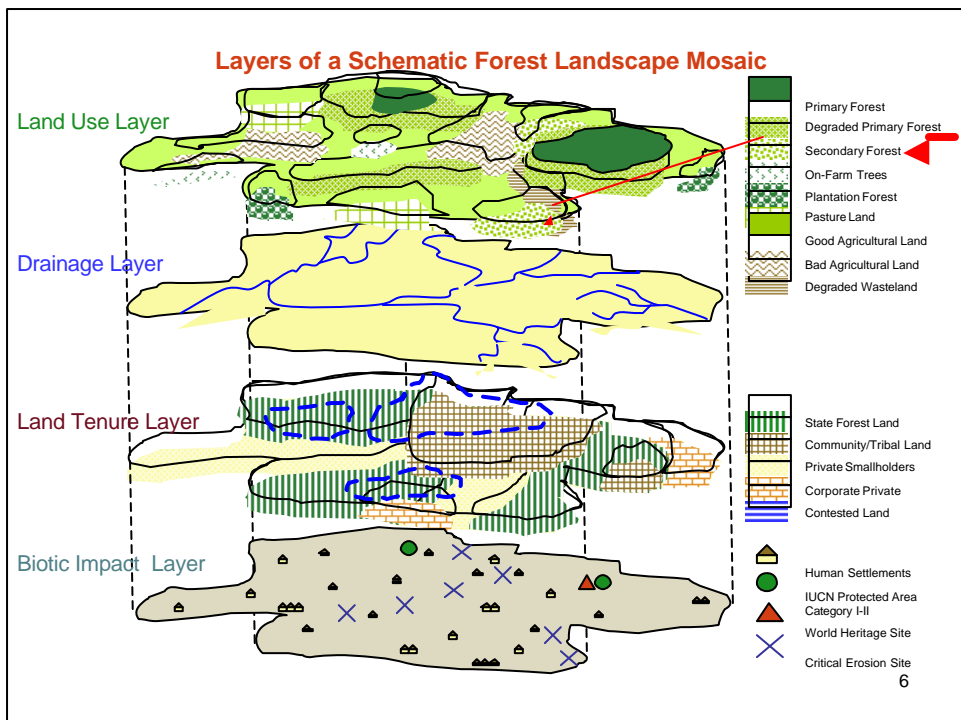 Layers of a Schematic Forest Landscape Mosaic
Land Use Layer
Primary Forest
Degraded Primary Forest
Secondary Forest
On-Farm Trees
Plantation Forest
Pasture Land
Good Agricultural Land
Bad Agricultural Land
Degraded Wasteland
Drainage Layer
Land Tenure Layer
State Forest Land
Community/Tribal Land
Private Smallholders
Corporate Private
Contested Land
Biotic Impact Layer
Human Settlements
IUCN Protected Area
Category I-II
World Heritage Site
Critical Erosion Site
6